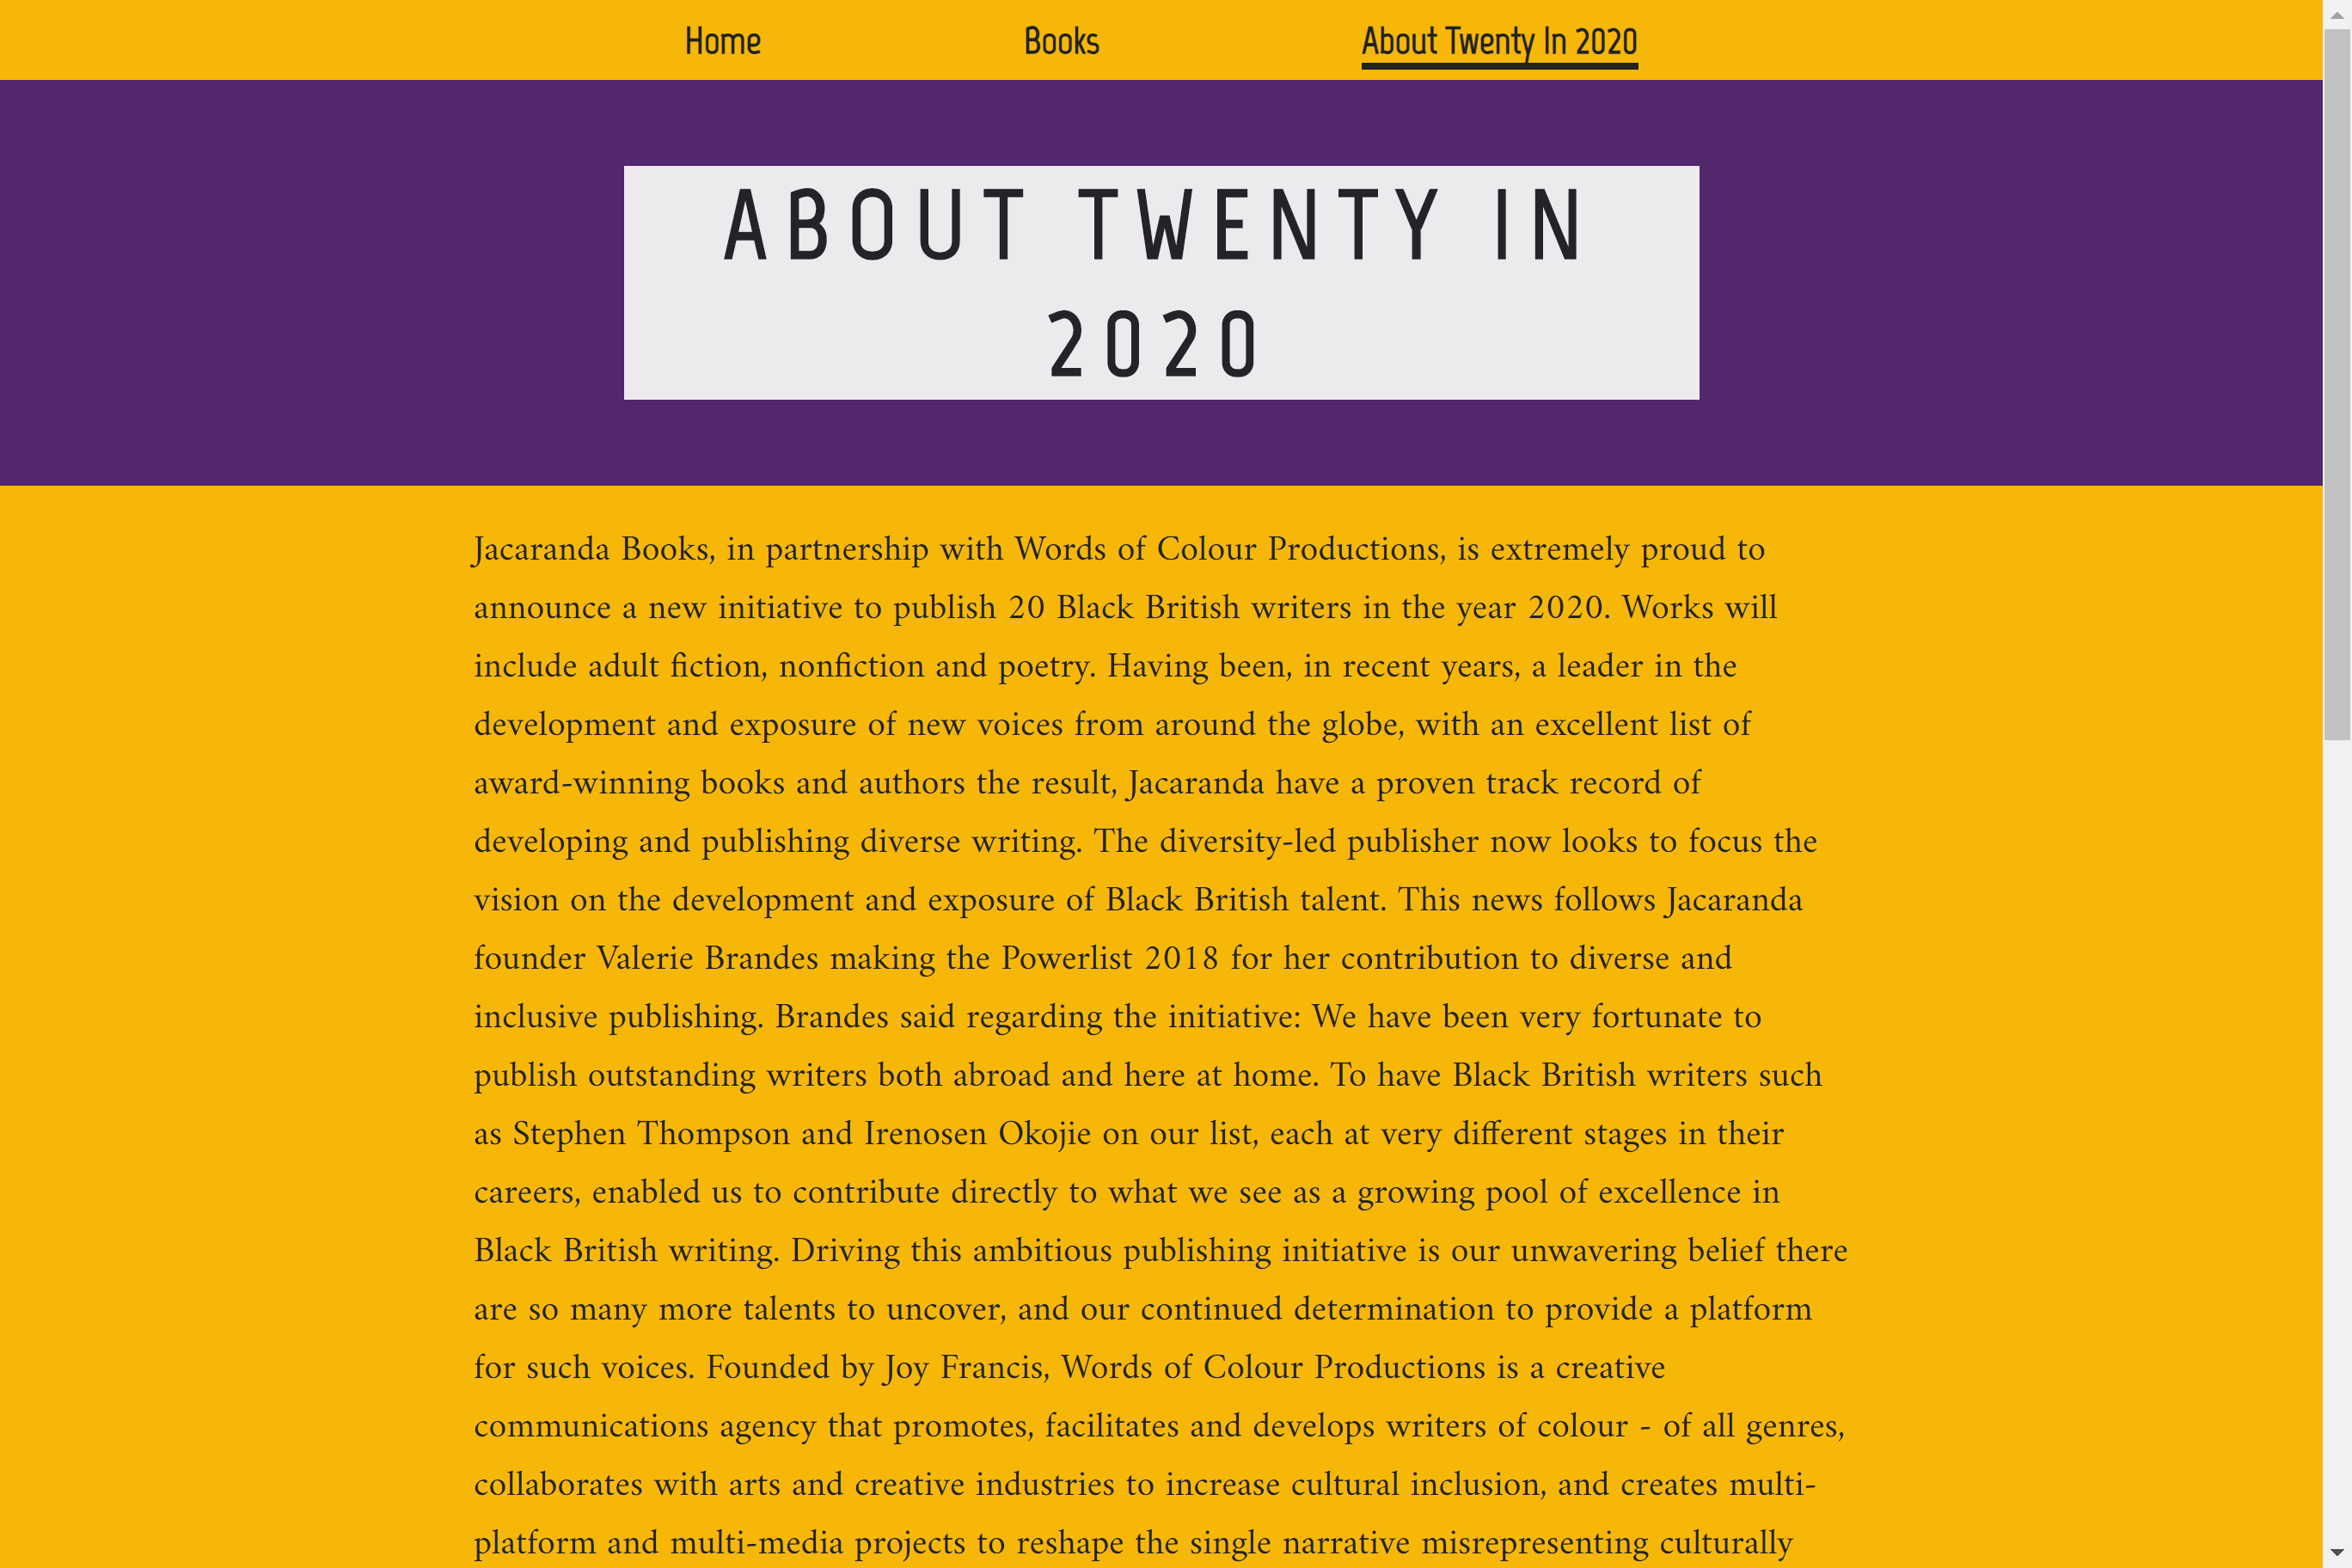 Home
Books
About Twenty In 2020
ABOUT TWENTY IN
2020
Jacaranda Books, in partnership with Words of Colour Productions, is extremely proud to
announce a new initiative to publish 20 Black British writers in the year 2020. Works will
include adult fiction, nonfiction and poetry. Having been, in recent years, a leader in the
development and exposure of new voices from around the globe, with an excellent list of
award-winning books and authors the result, Jacaranda have a proven track record of
developing and publishing diverse writing. The diversity-led publisher now looks to focus the
vision on the development and exposure of Black British talent. This news follows Jacaranda
founder Valerie Brandes making the Powerlist 2018 for her contribution to diverse and
inclusive publishing. Brandes said regarding the initiative: We have been very fortunate to
publish outstanding writers both abroad and here at home. To have Black British writers such
as Stephen Thompson and Irenosen Okojie on our list, each at very different stages in their
careers, enabled us to contribute directly to what we see as a growing pool of excellence in
Black British writing. Driving this ambitious publishing initiative is our unwavering belief there
are so many more talents to uncover, and our continued determination to provide a platform
for such voices. Founded by Joy Francis, Words of Colour Productions is a creative
communications agency that promotes, facilitates and develops writers of colour - of all genres,
collaborates with arts and creative industries to increase cultural inclusion, and creates multi-
platform and multi-media projects to reshape the single narrative misrepresenting culturally